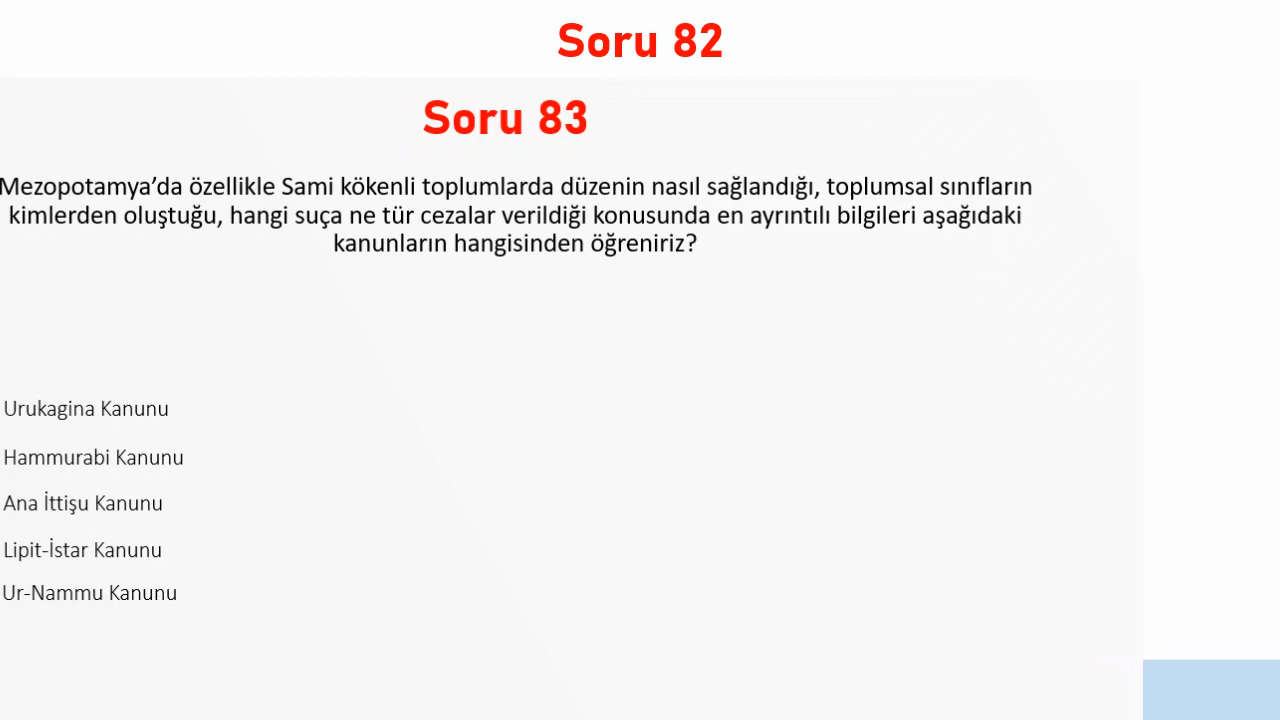 Soru 82
Soru 83
Mezopotamya’da özellikle Sami kökenli toplumlarda düzenin nasıl sağlandığı, toplumsal sınıfların
kimlerden oluştuğu, hangi suça ne tür cezalar verildiği konusunda en ayrıntılı bilgileri aşağıdaki
kanunların hangisinden öğreniriz?
Urukagina Kanunu
Hammurabi Kanunu
Ana İttişu Kanunu
Lipit-İstar Kanunu
Ur-Nammu Kanunu